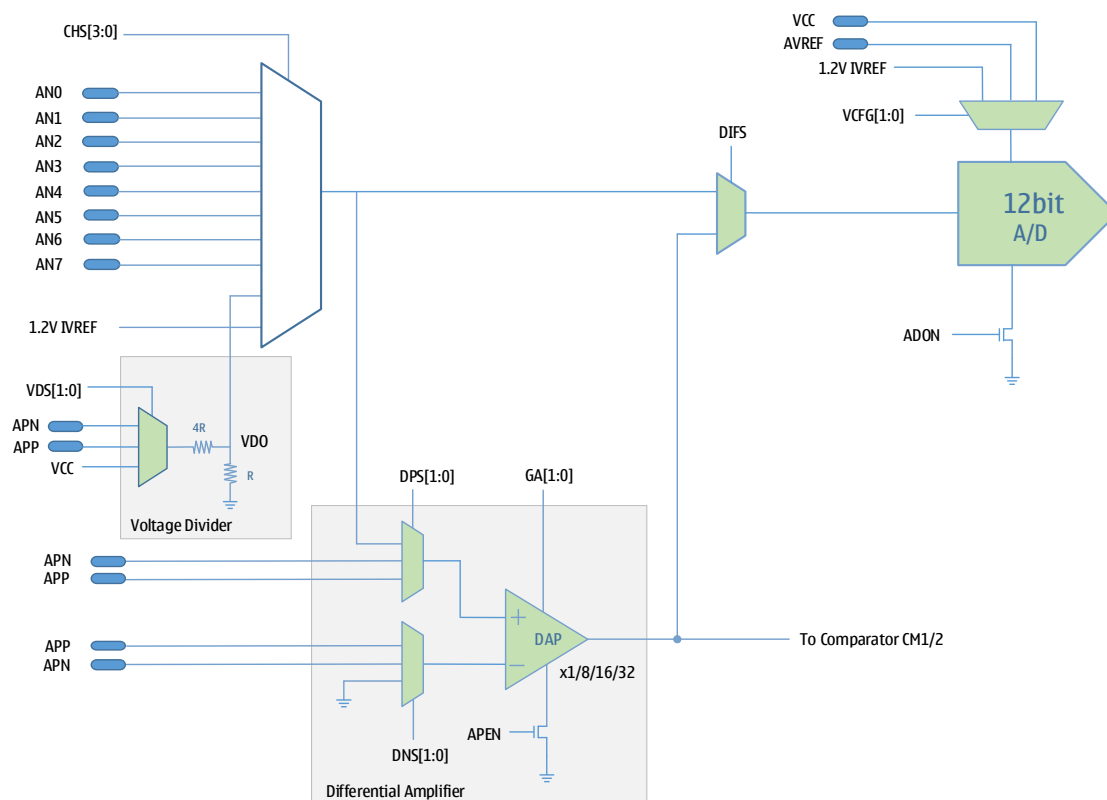 CHS[3:0]
AN0
AN1
AN2
AN3
AN4
AN5
AN6
AN7
1.2V IVREF
VDS[1:0]
APN
APP
VCC
4R
VDO
R
Voltage Divider
VCC
AVREF
1.2V IVREF
VCFG[1:0]
DIFS
12bit
A/D
ADON
DPS[1:0]
GA[1:0]
APN
APP
APP
APN
+
DAP
−
x1/8/16/32
To Comparator CM1/2
APEN
DNS[1:0]
Differential Amplifier